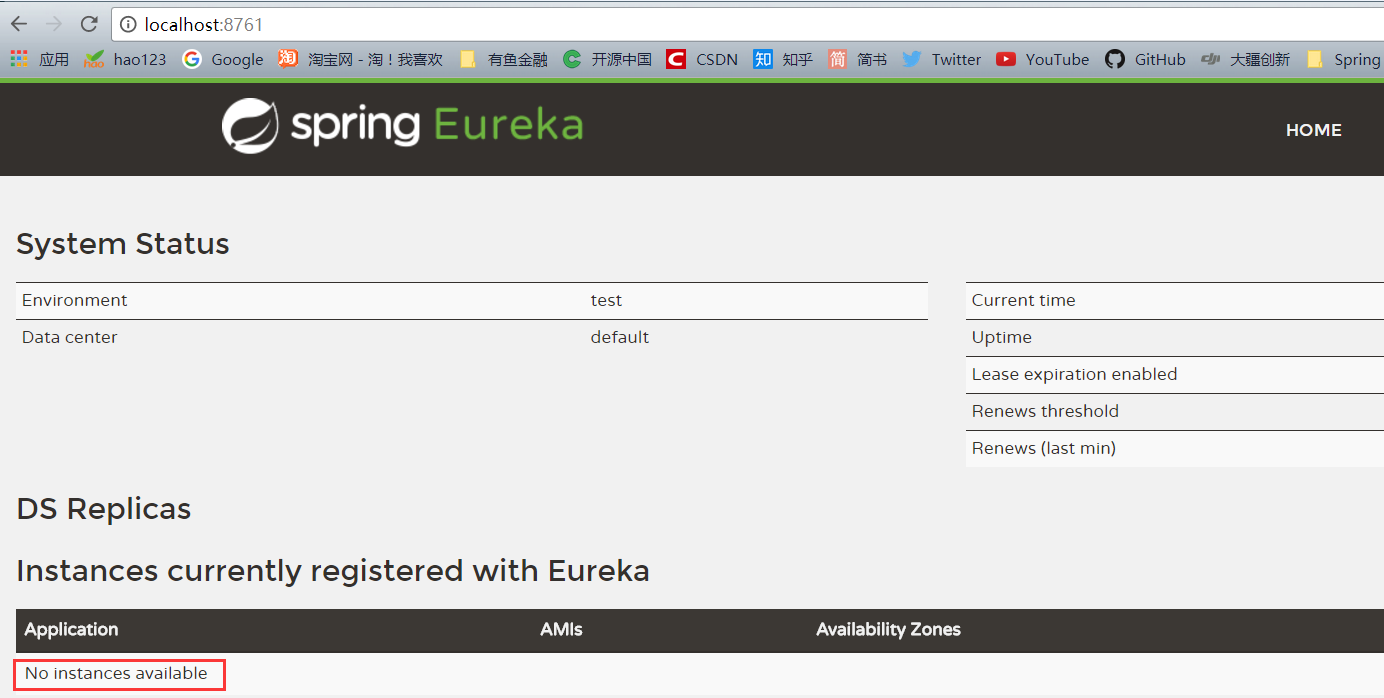 localhost:8761
应用 hao123 Google 淘宝网 - 淘！我喜欢 有鱼金融 开源中国 CSDN 知乎 简书 Twitter YouTube GitHub 大疆创新 Spring
spring Eureka
HOME
System Status
Environment test
Data center default
Current time
Uptime
Lease expiration enabled
Renews threshold
Renews (last min)
DS Replicas
Instances currently registered with Eureka
Application AMIs Availability Zones
No instances available